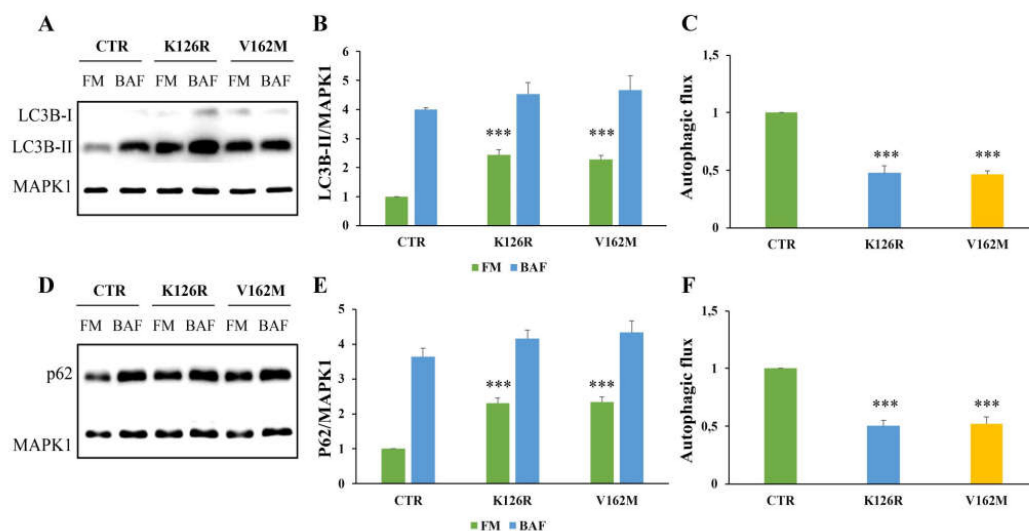 A
CTR K126R V162M
FM BAF FM BAF FM BAF
LC3B-I
LC3B-II
MAPK1
B
LC3B-II/MAPK1
6
5
4
3
2
1
0
*** ***
CTR K126R V162M
FM BAF
C
Autophagic flux
1,5
1
0,5
0
*** ***
CTR K126R V162M
D
CTR K126R V162M
FM BAF FM BAF FM BAF
p62
MAPK1
E
P62/MAPK1
5
4
3
2
1
0
*** ***
CTR K126R V162M
FM BAF
F
Autophagic flux
1,5
1
0,5
0
*** ***
CTR K126R V162M